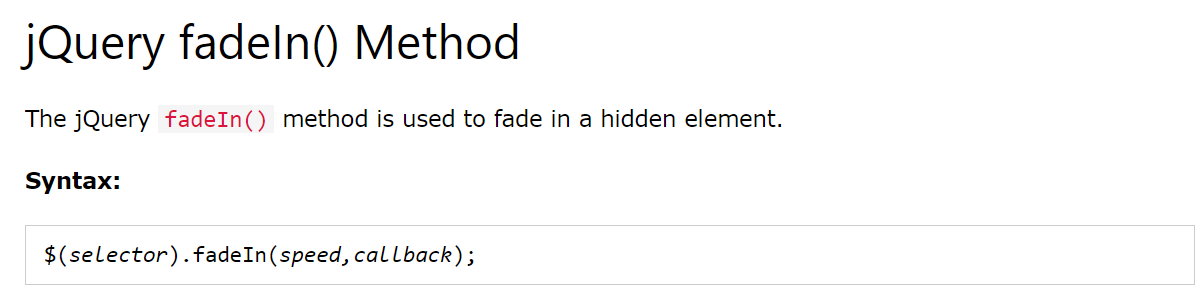 jQuery fadeIn() Method
The jQuery fadeIn() method is used to fade in a hidden element.
Syntax:
$(selector).fadeIn(speed,callback);